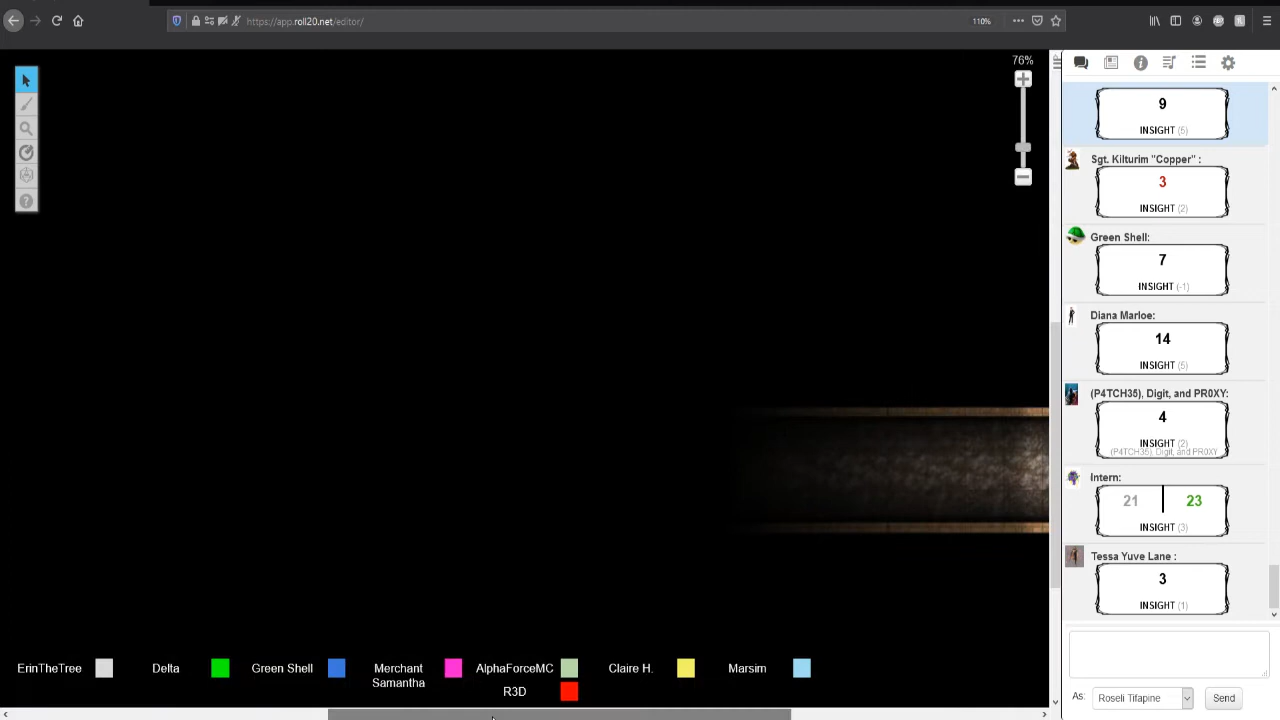 https://app.roll20.net/editor/
110%
76%
9
INSIGHT (5)
Sgt. Kilturim "Copper" :
3
INSIGHT (2)
Green Shell:
7
INSIGHT (-1)
Diana Marloe:
14
INSIGHT (5)
(P4TCH35), Digit, and PR0XY:
4
INSIGHT (2)
(P4TCH35), Digit, and PR0XY
Intern:
21 23
INSIGHT (3)
Tessa Yuve Lane :
3
INSIGHT (1)
ErinTheTree
Delta
Green Shell
Merchant
Samantha
AlphaForceMC
R3D
Claire H.
Marsim
As: Roseli Tifapine Send